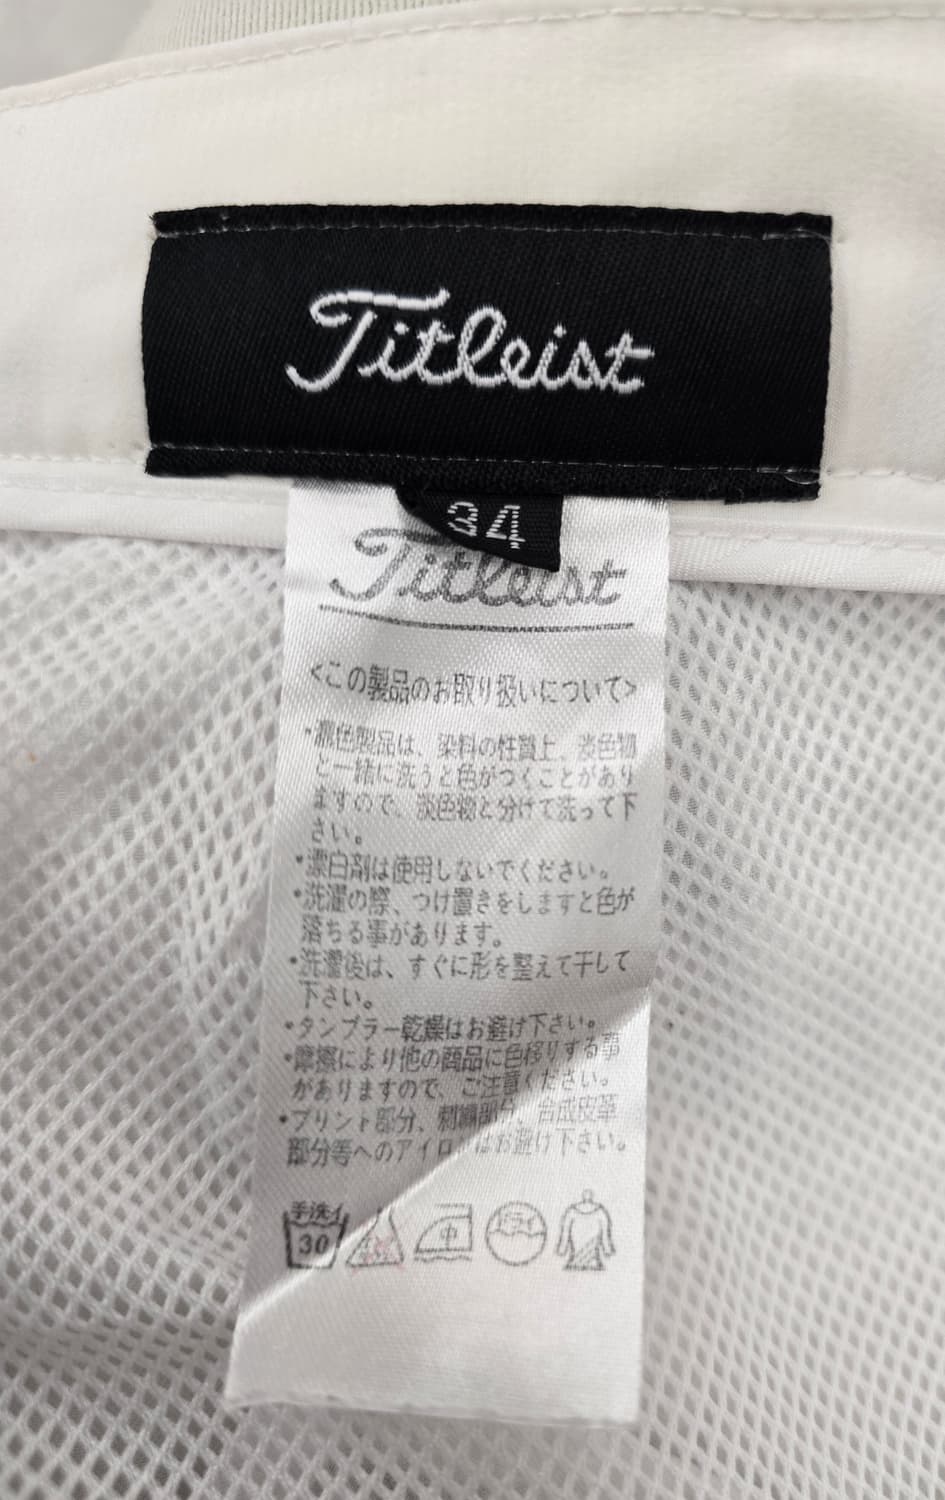 Titleist
34
Titleist
<この製品のお取り扱いについて>
・濃色製品は、染料の性質上、淡色物
と一緒に洗うと色がつくことがあり
ますので、淡色物と分けて洗って下
さい。
・漂白剤は使用しないでください。
・洗濯の際、つけ置きをしますと色が
落ちる事があります。
・洗濯後は、すぐに形を整えて干して
下さい。
・タンブラー乾燥はお避け下さい。
・摩擦により他の商品に色移りする事
がありますので、ご注意ください。
・プリント部分、刺繍部分、合成皮革
部分等へのアイロンはお避け下さい。
手洗イ
30
中
ドライ